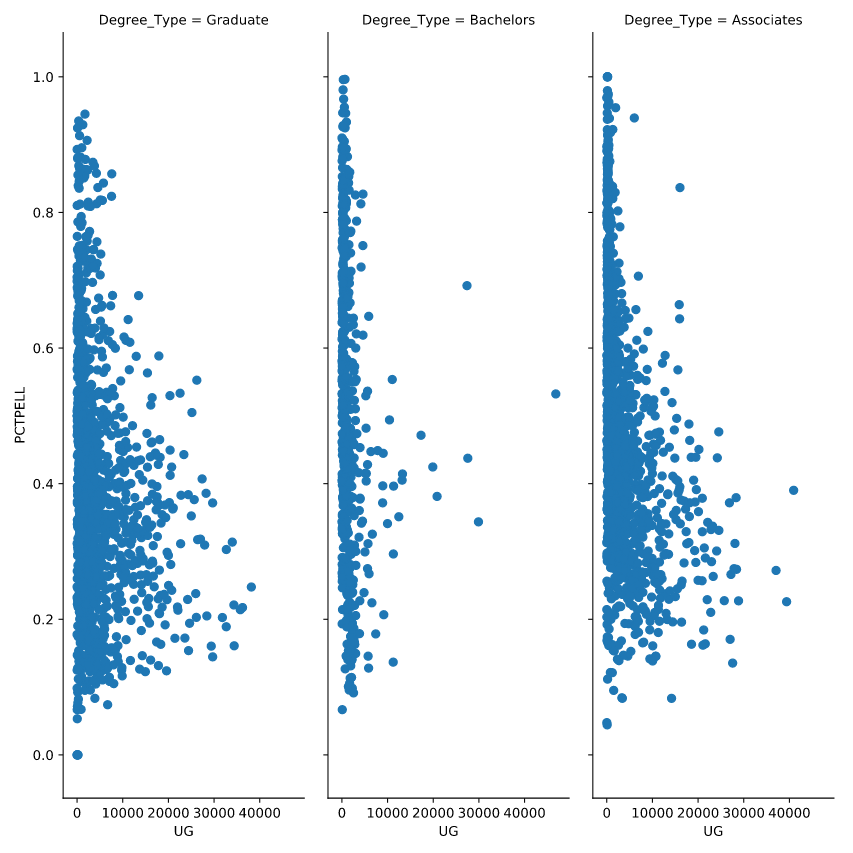 Degree_Type = Graduate
Degree_Type = Bachelors
Degree_Type = Associates
PCTPELL
1.0
0.8
0.6
0.4
0.2
0.0
0 10000 20000 30000 40000
0 10000 20000 30000 40000
0 10000 20000 30000 40000
UG
UG
UG